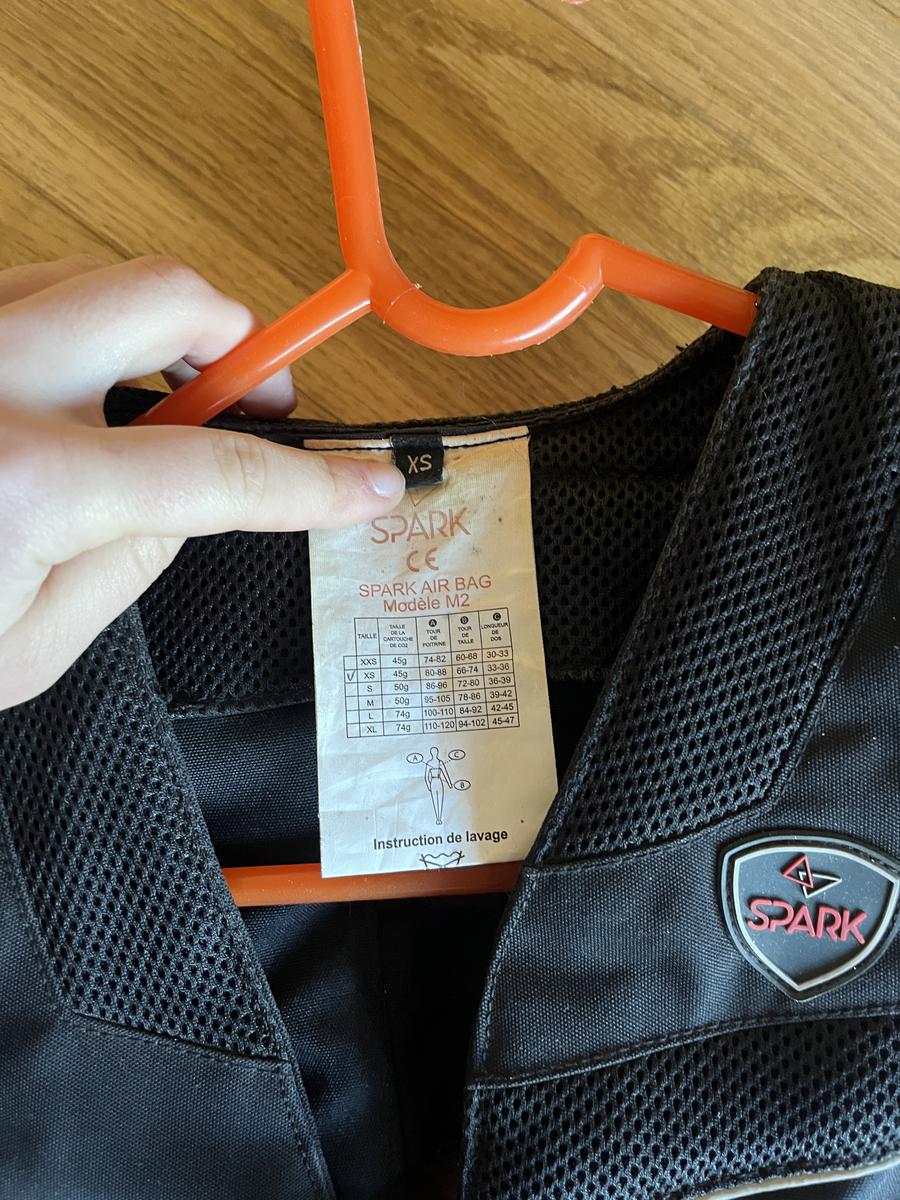 XS
SPARK
CE
SPARK AIR BAG
Modèle M2
TAILLE TAILLE DE LA CARTOUCHE DE CO2 A TOUR DE POITRINE B TOUR DE TAILLE C LONGUEUR DE DOS
XXS 45g 74-82 60-68 30-33
XS 45g 80-88 66-74 33-36
S 50g 86-96 72-80 36-39
M 50g 95-105 78-86 39-42
L 74g 100-110 84-92 42-45
XL 74g 110-120 94-102 45-47
A C
B
Instruction de lavage
SPARK